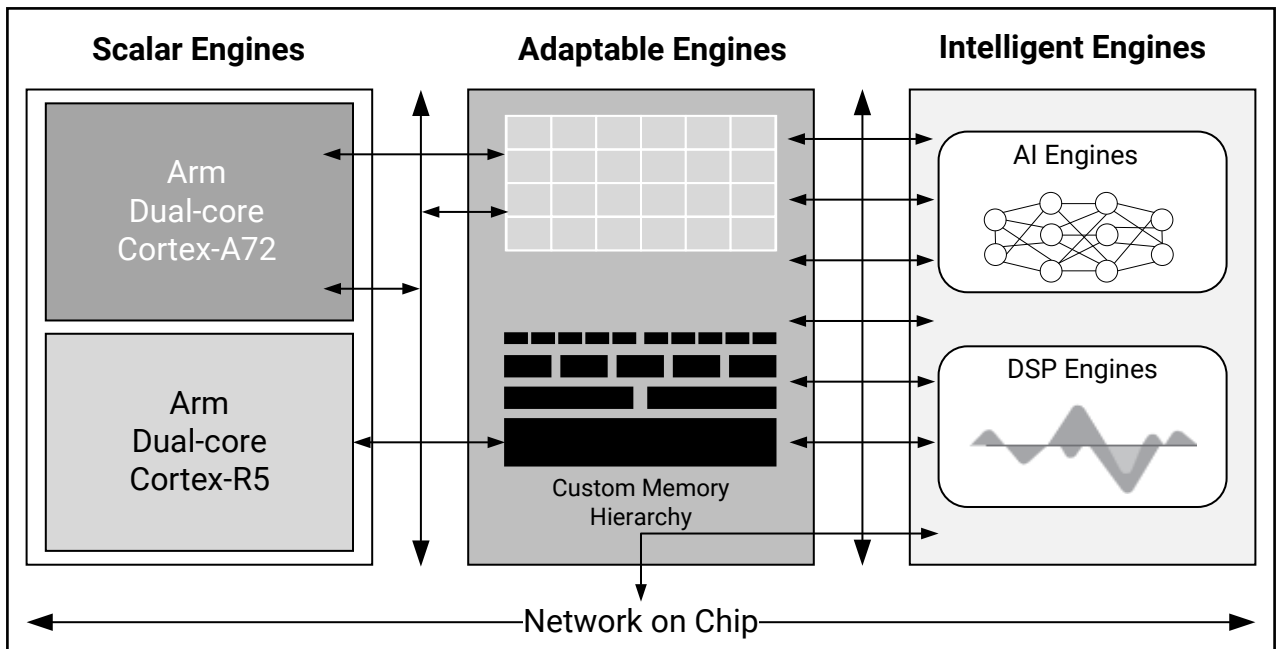 Scalar Engines
Adaptable Engines
Intelligent Engines
Arm
Dual-core
Cortex-A72
Arm
Dual-core
Cortex-R5
Custom Memory
Hierarchy
AI Engines
DSP Engines
Network on Chip